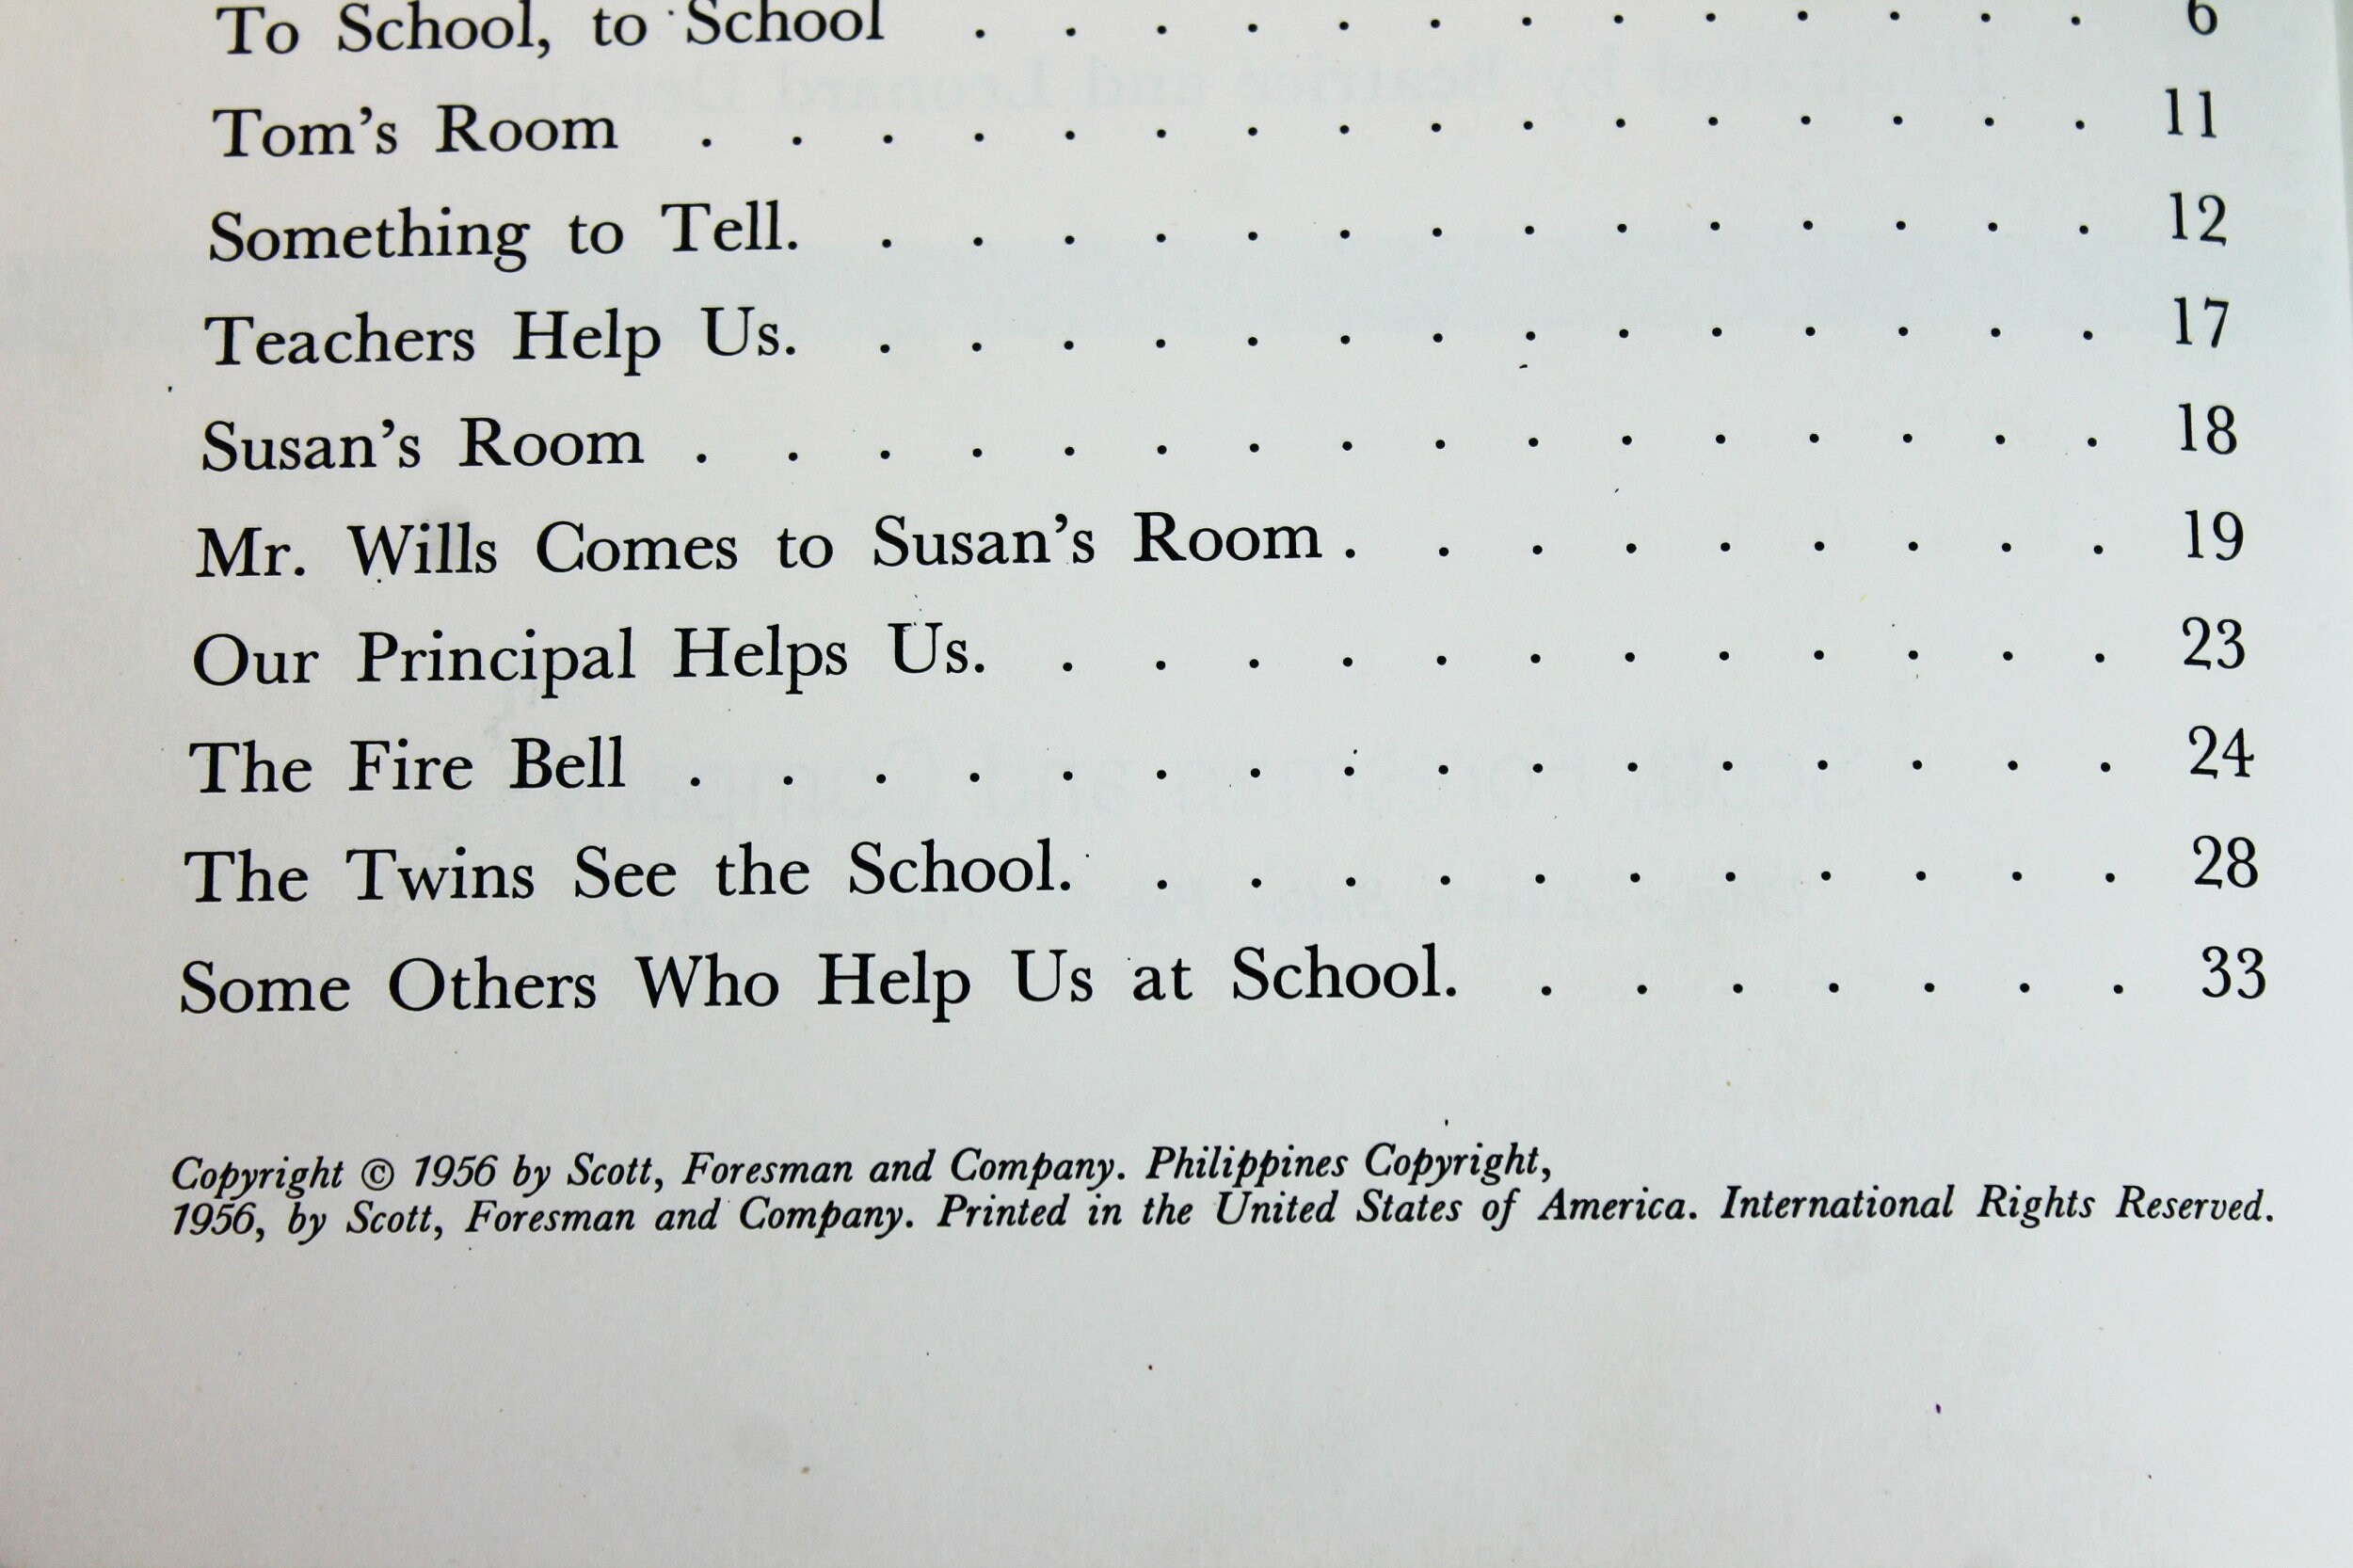 To School, to School . . . . . . . . . . . . . 6
Tom's Room . . . . . . . . . . . . . . . . 11
Something to Tell. . . . . . . . . . . . . . . 12
Teachers Help Us. . . . . . . . . . . . . . . 17
Susan's Room . . . . . . . . . . . . . . . . 18
Mr. Wills Comes to Susan's Room . . . . . . . . . 19
Our Principal Helps Us. . . . . . . . . . . . . 23
The Fire Bell . . . . . . . . . . . . . . . . 24
The Twins See the School. . . . . . . . . . . . 28
Some Others Who Help Us at School. . . . . . . . 33
Copyright © 1956 by Scott, Foresman and Company. Philippines Copyright,
1956, by Scott, Foresman and Company. Printed in the United States of America. International Rights Reserved.